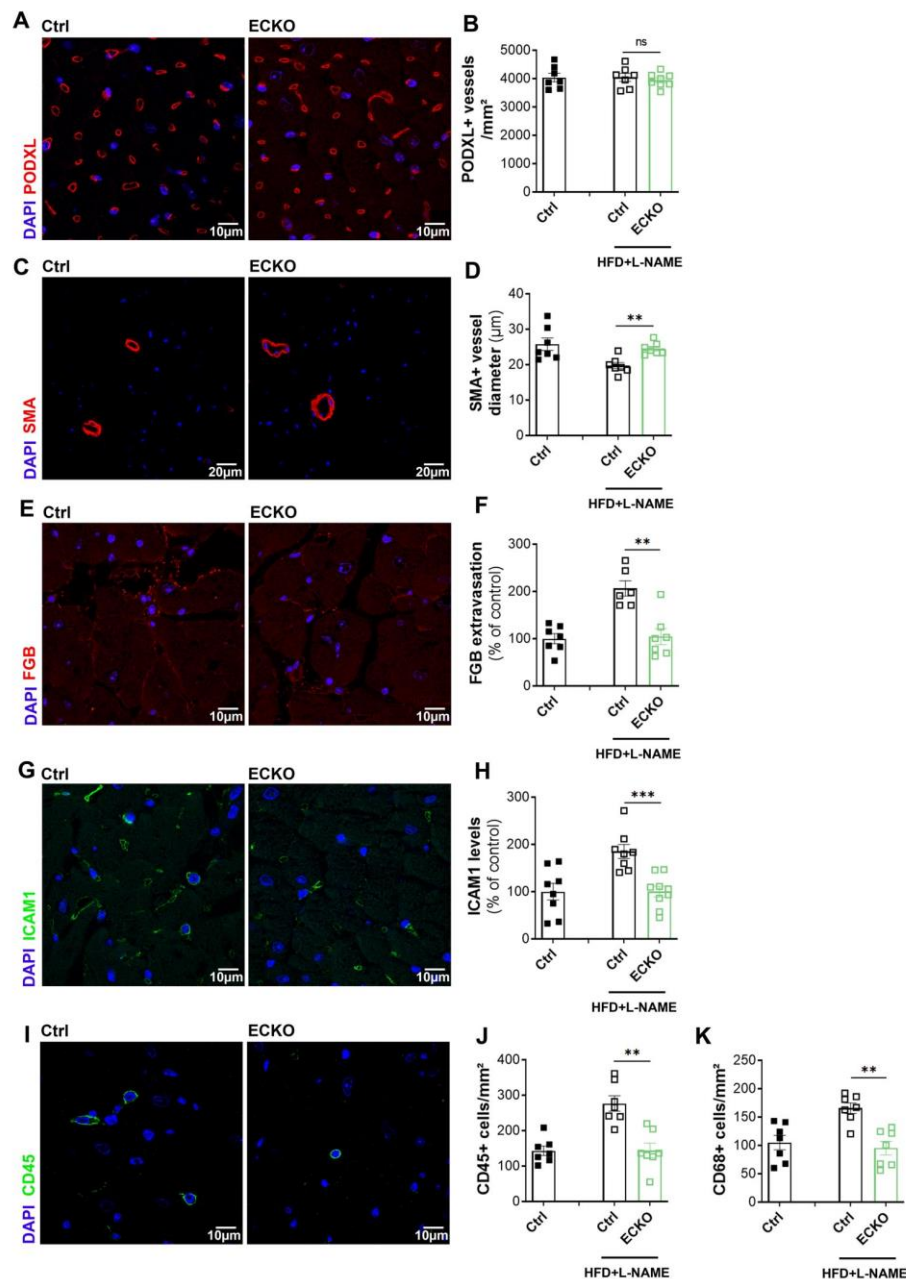 A
Ctrl
ECKO
DAPI PODXL
10µm
10µm
B
PODXL+ vessels
/mm²
5000
4000
3000
2000
1000
0
ns
Ctrl
Ctrl
ECKO
HFD+L-NAME
C
Ctrl
ECKO
DAPI SMA
20µm
20µm
D
SMA+ vessel
diameter (µm)
40
30
20
10
0
**
Ctrl
Ctrl
ECKO
HFD+L-NAME
E
Ctrl
ECKO
DAPI FGB
10µm
10µm
F
FGB extravasation
(% of control)
300
200
100
0
**
Ctrl
Ctrl
ECKO
HFD+L-NAME
G
Ctrl
ECKO
DAPI ICAM1
10µm
10µm
H
ICAM1 levels
(% of control)
300
200
100
0
***
Ctrl
Ctrl
ECKO
HFD+L-NAME
I
Ctrl
ECKO
DAPI CD45
10µm
10µm
J
CD45+ cells/mm²
400
300
200
100
0
**
Ctrl
Ctrl
ECKO
HFD+L-NAME
K
CD68+ cells/mm²
250
200
150
100
50
0
**
Ctrl
Ctrl
ECKO
HFD+L-NAME